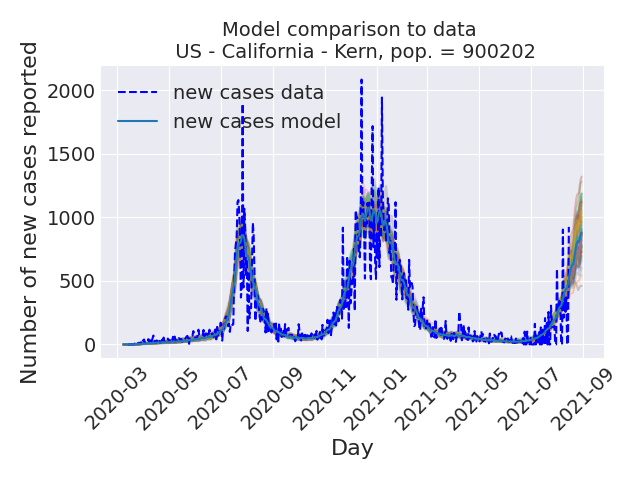 Model comparison to data
US - California - Kern, pop. = 900202
Number of new cases reported
2000
1500
1000
500
0
new cases data
new cases model
2020-03
2020-05
2020-07
2020-09
2020-11
2021-01
2021-03
2021-05
2021-07
2021-09
Day